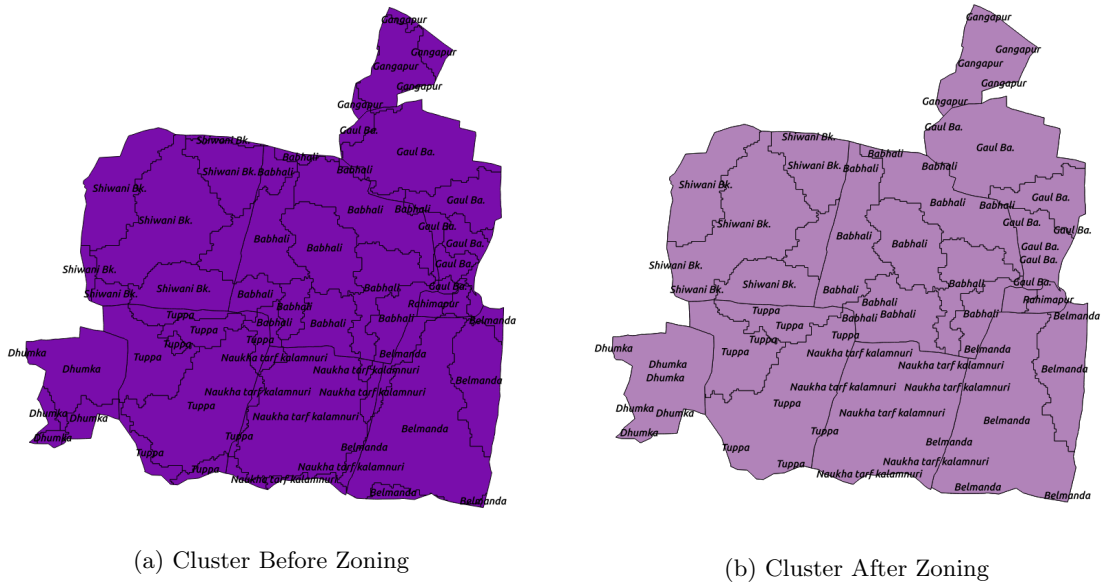 Gangapur
Gangapur
Gangapur
Gangapur
Gangapur
Gaul Ba.
Shiwani Bk.
Gaul Ba.
Babhali
Babhali
Shiwani Bk.
Babhali
Shiwani Bk.
Gaul Ba.
Babhali
Babhali
Shiwani Bk.
Gaul Ba.
Babhali
Babhali
Gaul Ba.
Gaul Ba.
Shiwani Bk.
Gaul Ba.
Shiwani Bk.
Babhali
Babhali
Shiwani Bk.
Rahimapur
Babhali
Tuppa
Babhali
Babhali
Babhali
Belmanda
Tuppa
Tuppa
Tuppa
Dhumka
Tuppa
Naukha tarf kalamnuri
Belmanda
Dhumka
Naukha tarf kalamnuri
Belmanda
Naukha tarf kalamnuri
Naukha tarf kalamnuri
Tuppa
Dhumka
Dhumka
Naukha tarf kalamnuri
Belmanda
Dhumka
Tuppa
Belmanda
Tuppa
Tuppa
Naukha tarf kalamnuri
Naukha tarf kalamnuri
Belmanda
Belmanda
(a) Cluster Before Zoning
Gangapur
Gangapur
Gangapur
Gangapur
Gangapur
Gaul Ba.
Shiwani Bk.
Gaul Ba.
Babhali
Shiwani Bk.
Babhali
Babhali
Shiwani Bk.
Gaul Ba.
Babhali
Babhali
Shiwani Bk.
Gaul Ba.
Babhali
Babhali
Gaul Ba.
Gaul Ba.
Shiwani Bk.
Gaul Ba.
Shiwani Bk.
Babhali
Babhali
Shiwani Bk.
Rahimapur
Babhali
Tuppa
Babhali
Babhali
Babhali
Belmanda
Tuppa
Tuppa
Tuppa
Dhumka
Tuppa
Naukha tarf kalamnuri
Belmanda
Dhumka
Naukha tarf kalamnuri
Dhumka
Belmanda
Naukha tarf kalamnuri
Naukha tarf kalamnuri
Tuppa
Dhumka
Dhumka
Naukha tarf kalamnuri
Belmanda
Dhumka
Tuppa
Belmanda
Tuppa
Tuppa
Naukha tarf kalamnuri
Naukha tarf kalamnuri
Belmanda
Belmanda
(b) Cluster After Zoning